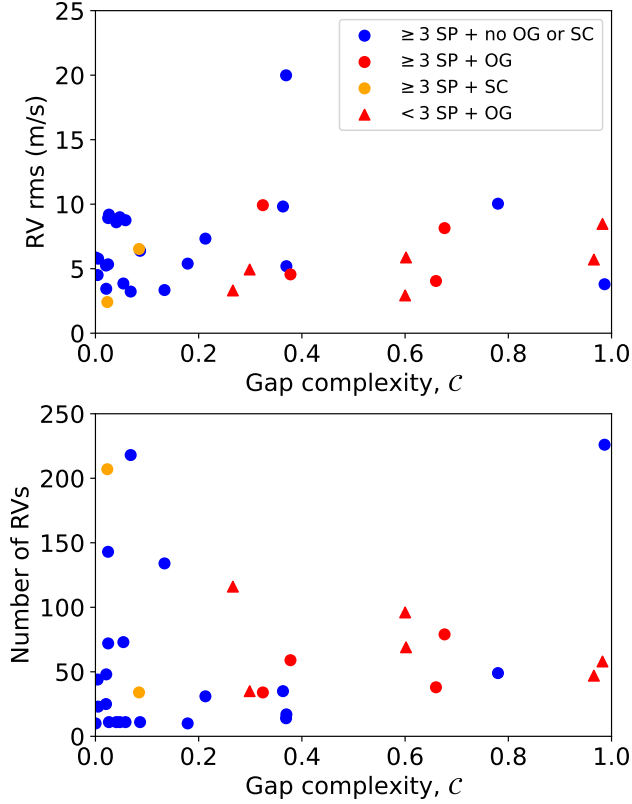 25
20
15
10
5
0
RV rms (m/s)
≥3 SP + no OG or SC
≥3 SP + OG
≥3 SP + SC
<3 SP + OG
0.0 0.2 0.4 0.6 0.8 1.0
Gap complexity, 𝒞
250
200
150
100
50
0
Number of RVs
0.0 0.2 0.4 0.6 0.8 1.0
Gap complexity, 𝒞